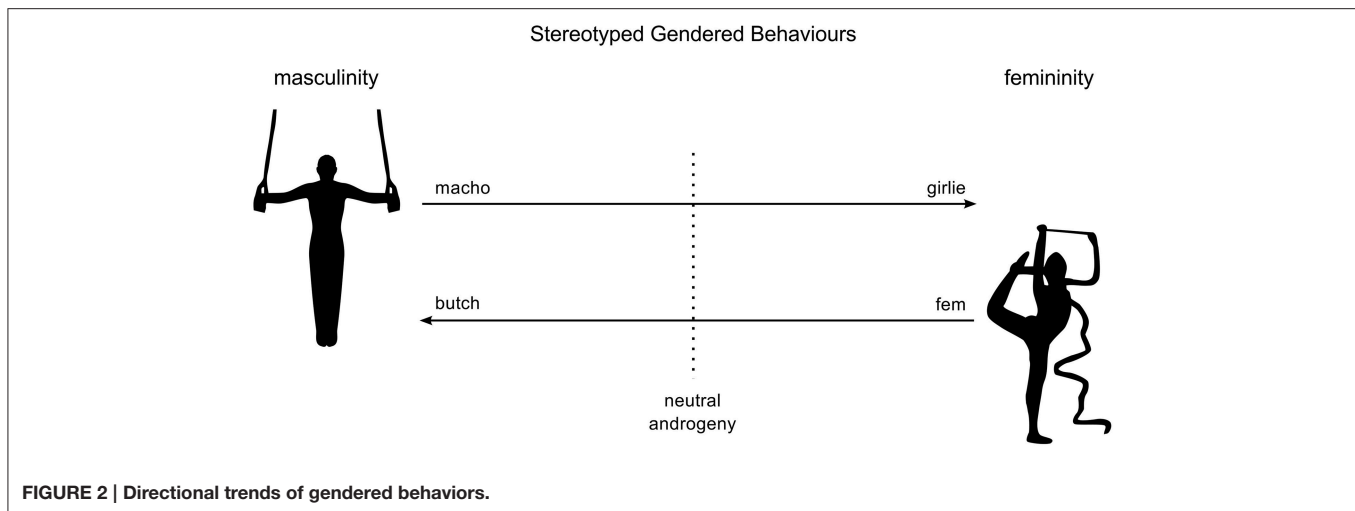 Stereotyped Gendered Behaviours
masculinity
femininity
macho
girlie
butch
fem
neutral
androgeny
FIGURE 2 | Directional trends of gendered behaviors.